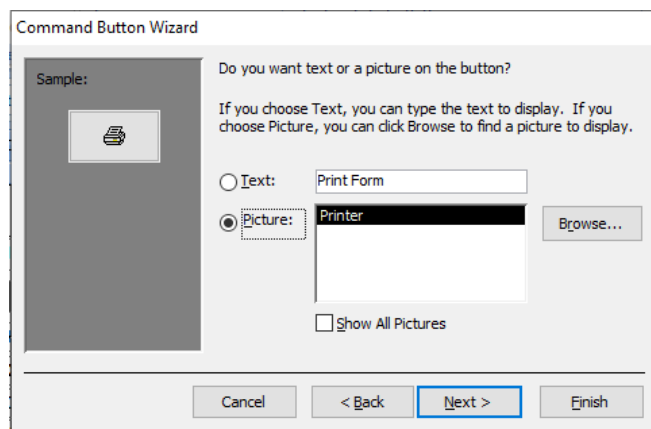 Command Button Wizard
Sample:
Do you want text or a picture on the button?
If you choose Text, you can type the text to display.  If you
choose Picture, you can click Browse to find a picture to display.
Text:
Print Form
Picture:
Printer
Browse...
Show All Pictures
Cancel
< Back
Next >
Finish